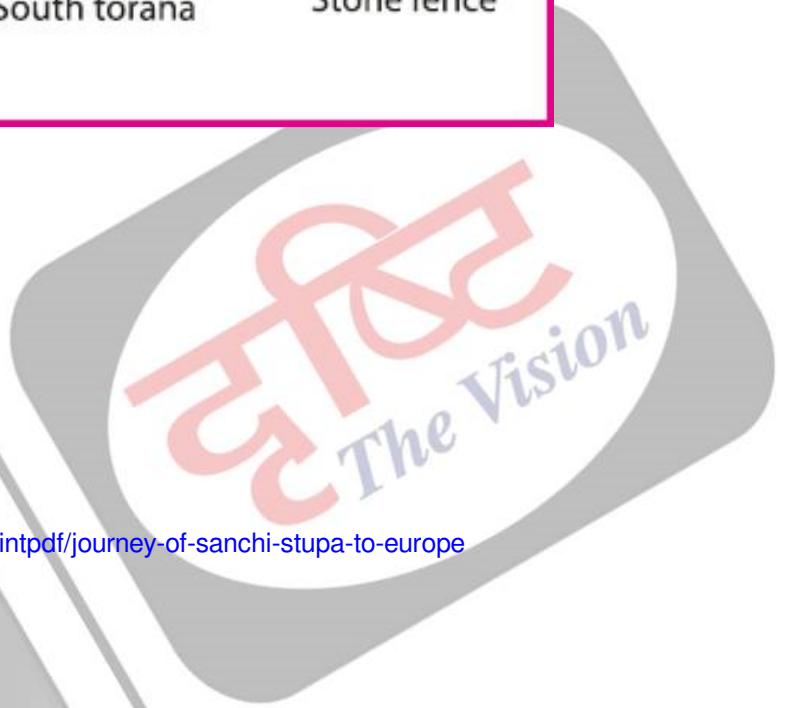 South torana Stone fence
दृष्टि
The Vision
intpdf/journey-of-sanchi-stupa-to-europe